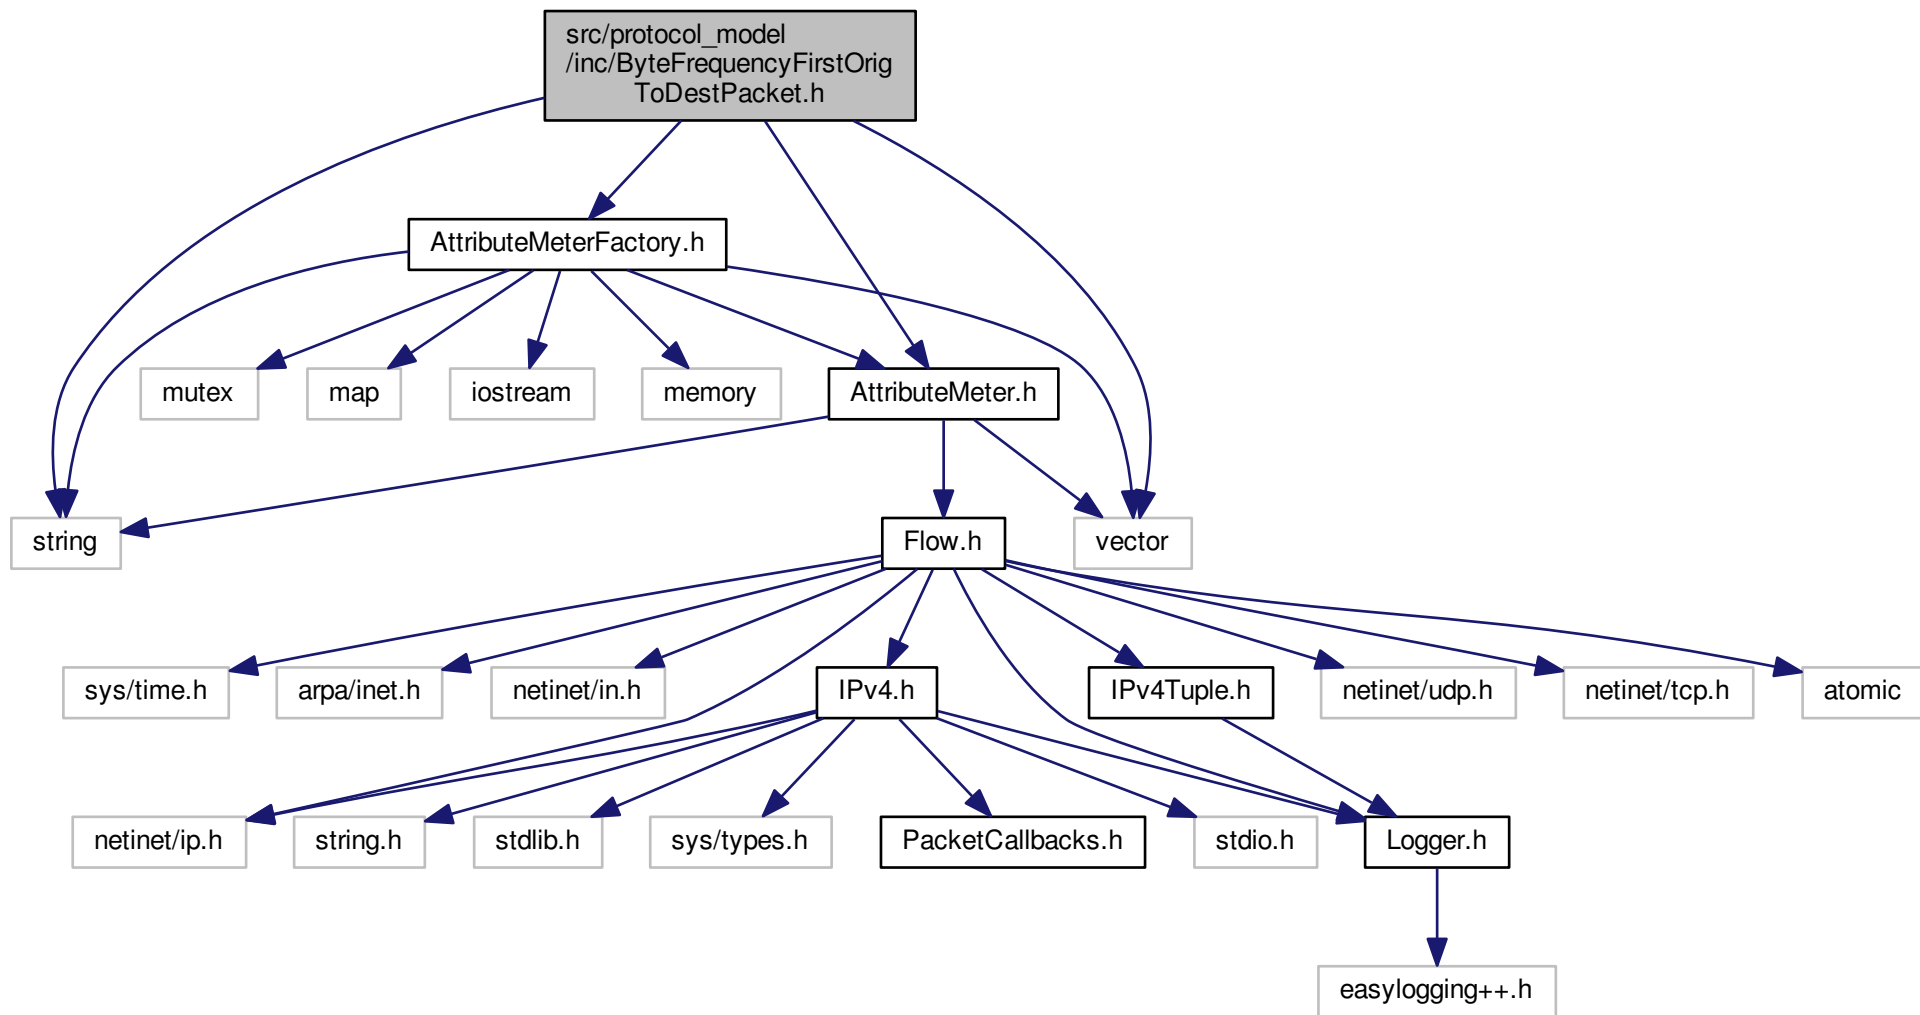 src/protocol_model
/inc/ByteFrequencyFirstOrig
ToDestPacket.h
AttributeMeterFactory.h
mutex
map
iostream
memory
AttributeMeter.h
string
Flow.h
vector
sys/time.h
arpa/inet.h
netinet/in.h
IPv4.h
IPv4Tuple.h
netinet/udp.h
netinet/tcp.h
atomic
netinet/ip.h
string.h
stdlib.h
sys/types.h
PacketCallbacks.h
stdio.h
Logger.h
easylogging++.h